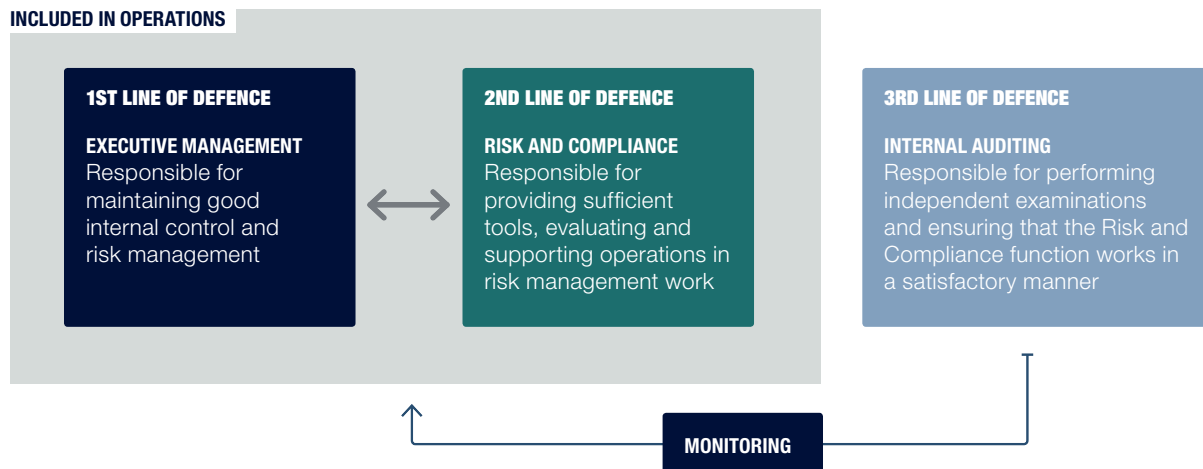 INCLUDED IN OPERATIONS
1ST LINE OF DEFENCE
EXECUTIVE MANAGEMENT
Responsible for
maintaining good
internal control and
risk management
2ND LINE OF DEFENCE
RISK AND COMPLIANCE
Responsible for
providing sufficient
tools, evaluating and
supporting operations in
risk management work
3RD LINE OF DEFENCE
INTERNAL AUDITING
Responsible for performing
independent examinations
and ensuring that the Risk and
Compliance function works in
a satisfactory manner
MONITORING